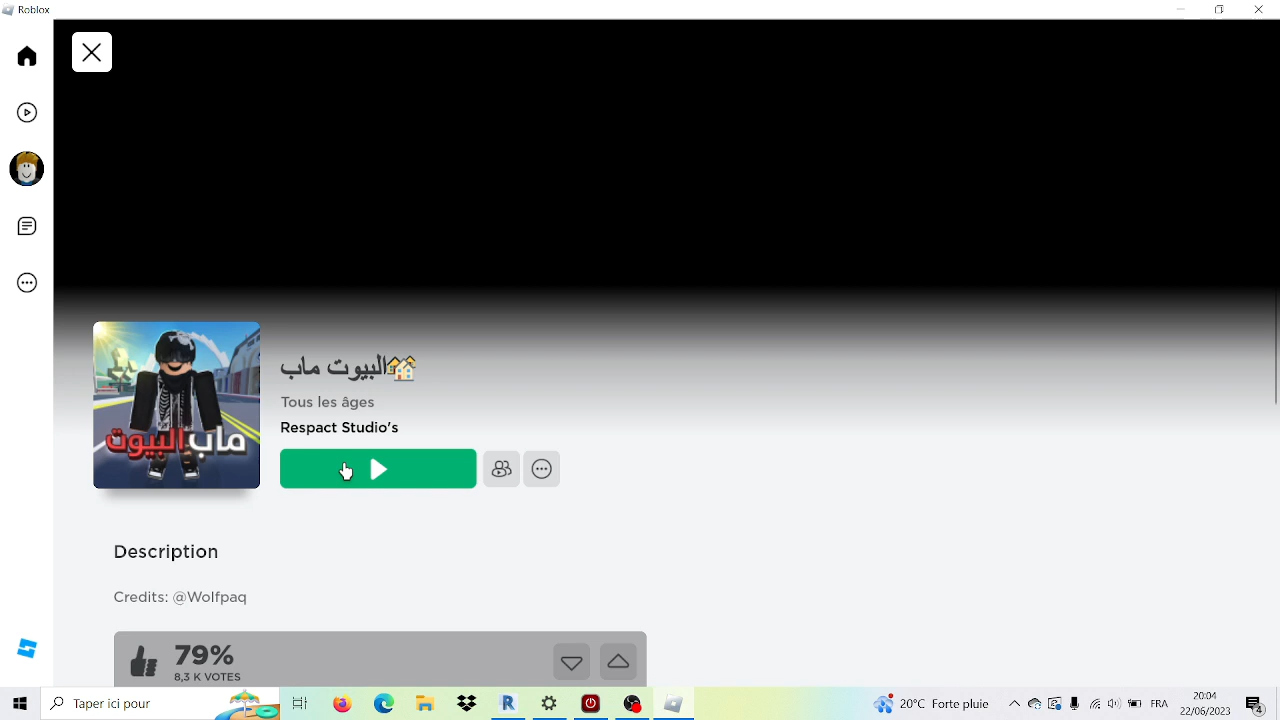 Roblox
البيوت ماب
Tous les âges
Respact Studio's
ماب البيوت
Description
Credits: @Wolfpaq
79%
8,3 K VOTES
Taper ici pour
20°C Forte pluie
FRA
20:04
22/06/2023
4